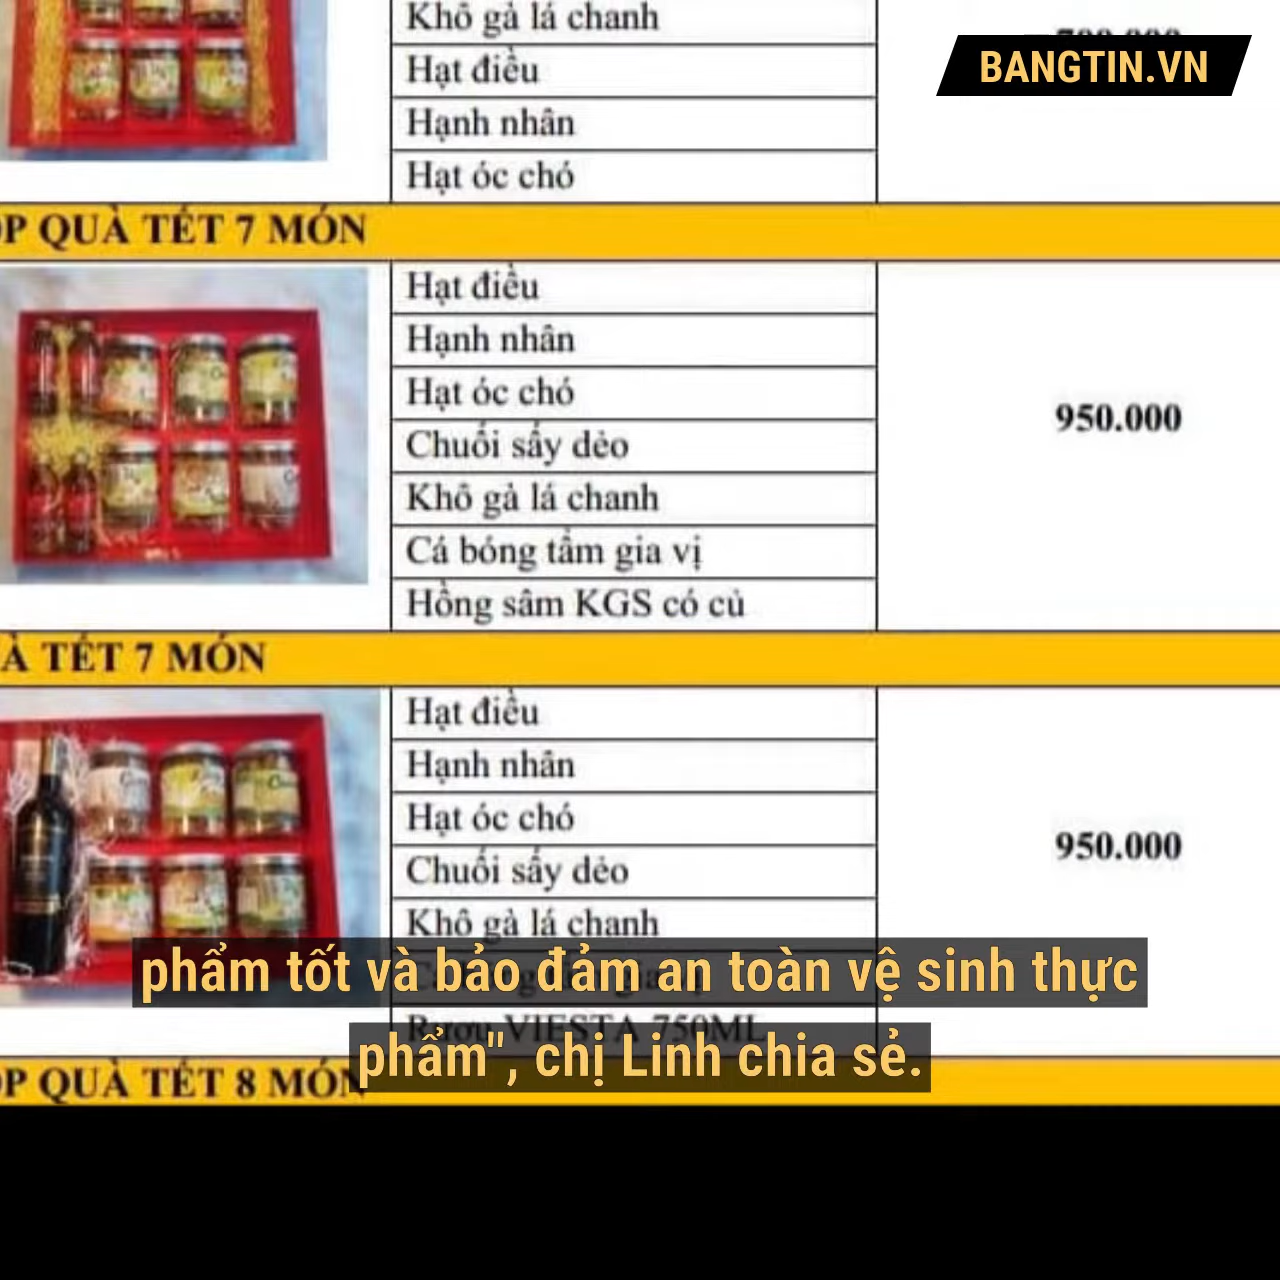 Khô gà lá chanh
BANGTIN.VN
Hạt điều
Hạnh nhân
Hạt óc chó
QUÀ TẾT 7 MÓN
Hạt điều
Hạnh nhân
Hạt óc chó
950.000
Chuối sấy dẻo
Khô gà lá chanh
Cá bóng tẩm gia vị
Hồng sâm KGS có củ
À TẾT 7 MÓN
Hạt điều
Hạnh nhân
Hạt óc chó
950.000
Chuối sấy dẻo
Khô gà lá chanh
phẩm tốt và bảo đảm an toàn vệ sinh thực
Rượu VIESTA 750ML
phẩm", chị Linh chia sẻ.
QUÀ TẾT 8 MÓN